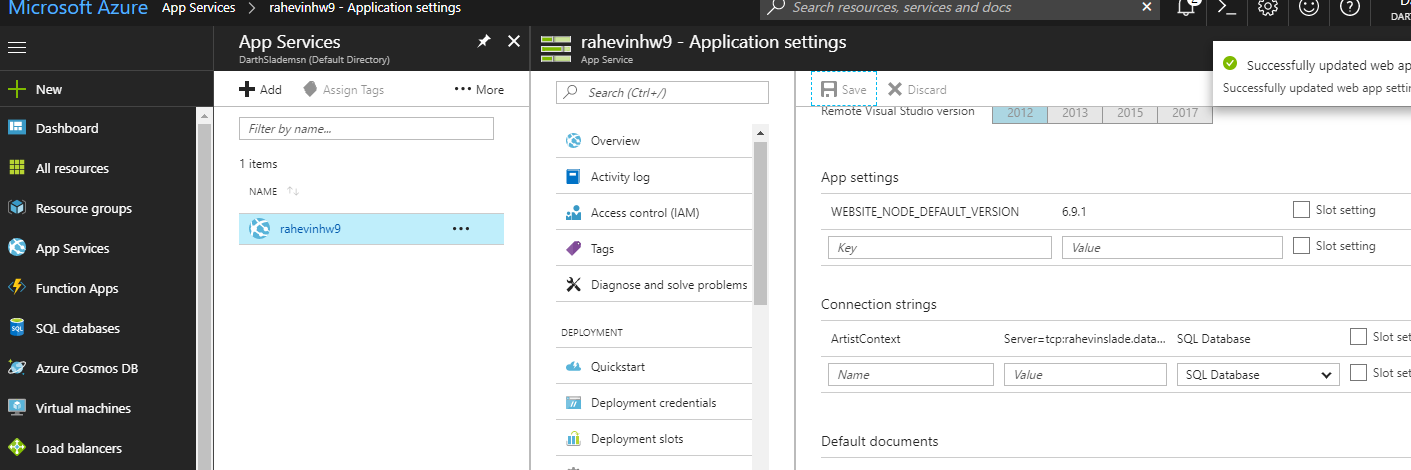 Microsoft Azure App Services > rahevinhw9 - Application settings
Search resources, services and docs
App Services
DarthSlademsn (Default Directory)
rahevinhw9 - Application settings
App Service
Successfully updated web ap
Successfully updated web app settin
New
Dashboard
All resources
Resource groups
App Services
Function Apps
SQL databases
Azure Cosmos DB
Virtual machines
Load balancers
Add
Assign Tags
More
Filter by name...
1 items
NAME
rahevinhw9
Search (Ctrl+/)
Overview
Activity log
Access control (IAM)
Tags
Diagnose and solve problems
DEPLOYMENT
Quickstart
Deployment credentials
Deployment slots
Save Discard
Remote Visual Studio version 2012 2013 2015 2017
App settings
WEBSITE_NODE_DEFAULT_VERSION 6.9.1 Slot setting
Key Value Slot setting
Connection strings
ArtistContext Server=tcp:rahevinslade.data... SQL Database Slot set
Name Value SQL Database Slot set
Default documents